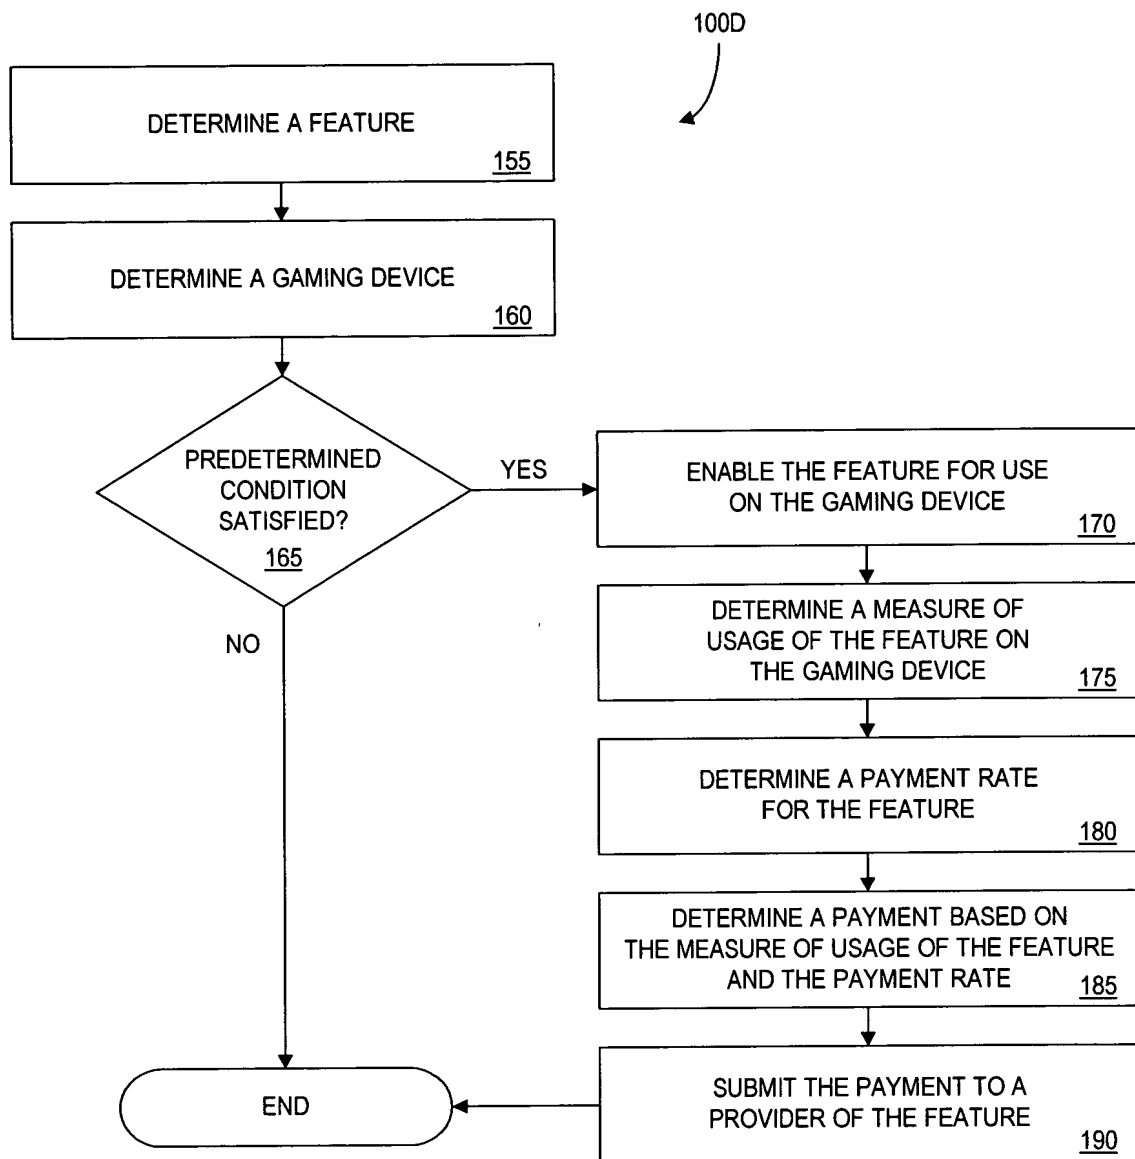 100D
DETERMINE A FEATURE
155
DETERMINE A GAMING DEVICE
160
PREDETERMINED
CONDITION
SATISFIED?
165
YES
NO
ENABLE THE FEATURE FOR USE
ON THE GAMING DEVICE
170
DETERMINE A MEASURE OF
USAGE OF THE FEATURE ON
THE GAMING DEVICE
175
DETERMINE A PAYMENT RATE
FOR THE FEATURE
180
DETERMINE A PAYMENT BASED ON
THE MEASURE OF USAGE OF THE FEATURE
AND THE PAYMENT RATE
185
SUBMIT THE PAYMENT TO A
PROVIDER OF THE FEATURE
190
END